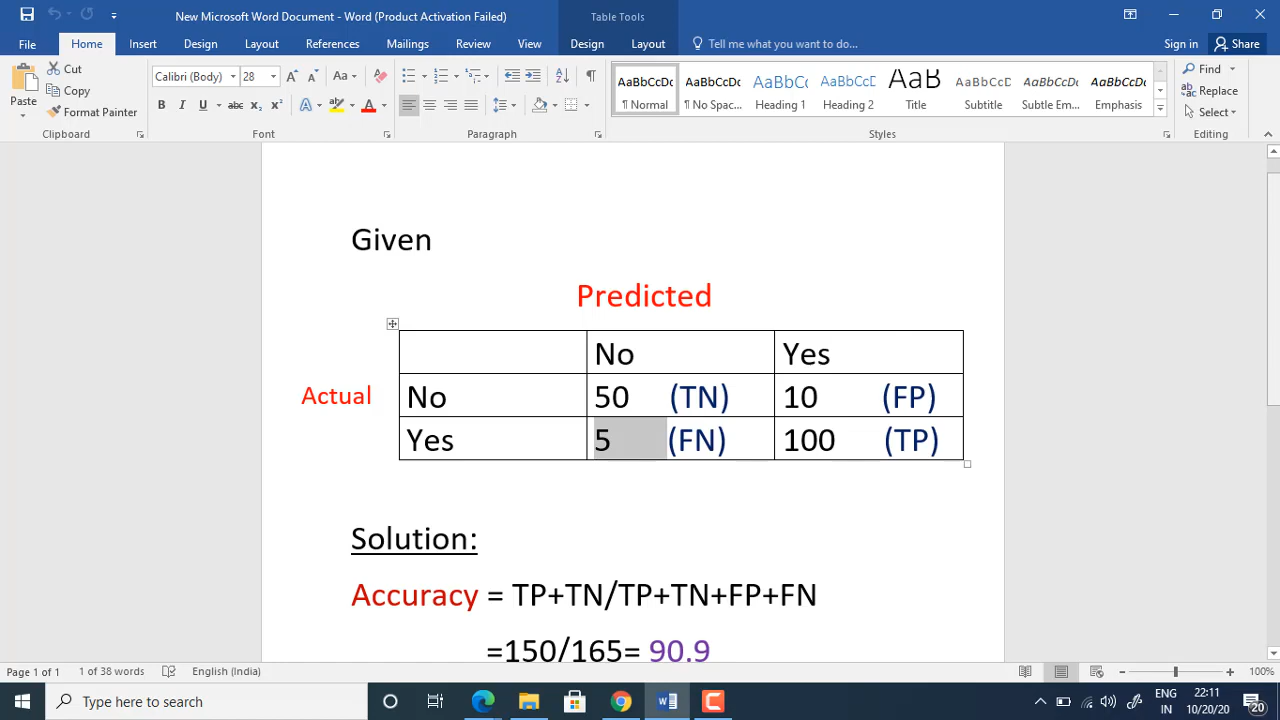 New Microsoft Word Document - Word (Product Activation Failed)
Table Tools
File Home Insert Design Layout References Mailings Review View Design Layout Tell me what you want to do... Sign in Share
Paste
Cut
Copy
Format Painter
Clipboard
Calibri (Body) 28
Font
Paragraph
AaBbCcDc AaBbCcDc AaBbCc AaBbCcD AaB AaBbCcD AaBbCcDc AaBbCcDc
¶ Normal ¶ No Spac... Heading 1 Heading 2 Title Subtitle Subtle Em... Emphasis
Styles
Find
Replace
Select
Editing
Given
Predicted
No Yes
Actual No 50 (TN) 10 (FP)
Yes 5 (FN) 100 (TP)
Solution:
Accuracy = TP+TN/TP+TN+FP+FN
=150/165= 90.9
Page 1 of 1 1 of 38 words English (India) 100%
Type here to search
ENG
IN
22:11
10/20/20
20